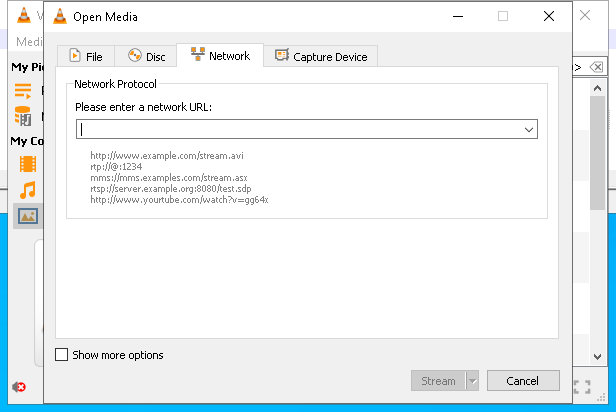 V
Open Media
Medi
File
Disc
Network
Capture Device
My Pi
My Co
Network Protocol
Please enter a network URL:
http://www.example.com/stream.avi
rtp://@:1234
mms://mms.examples.com/stream.asx
rtsp://server.example.org:8080/test.sdp
http://www.yourtube.com/watch?v=gg64x
Show more options
Stream
Cancel